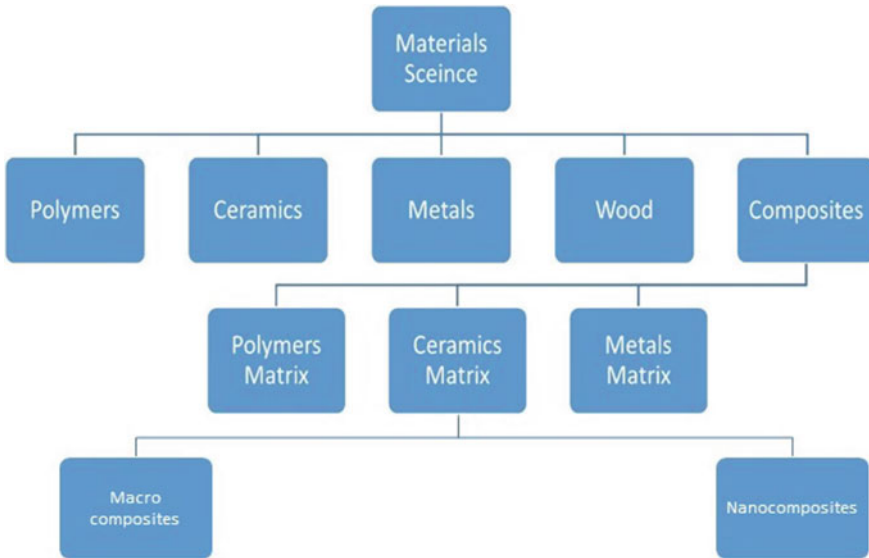 Materials
Sceince
Polymers
Ceramics
Metals
Wood
Composites
Polymers
Matrix
Ceramics
Matrix
Metals
Matrix
Macro
composites
Nanocomposites